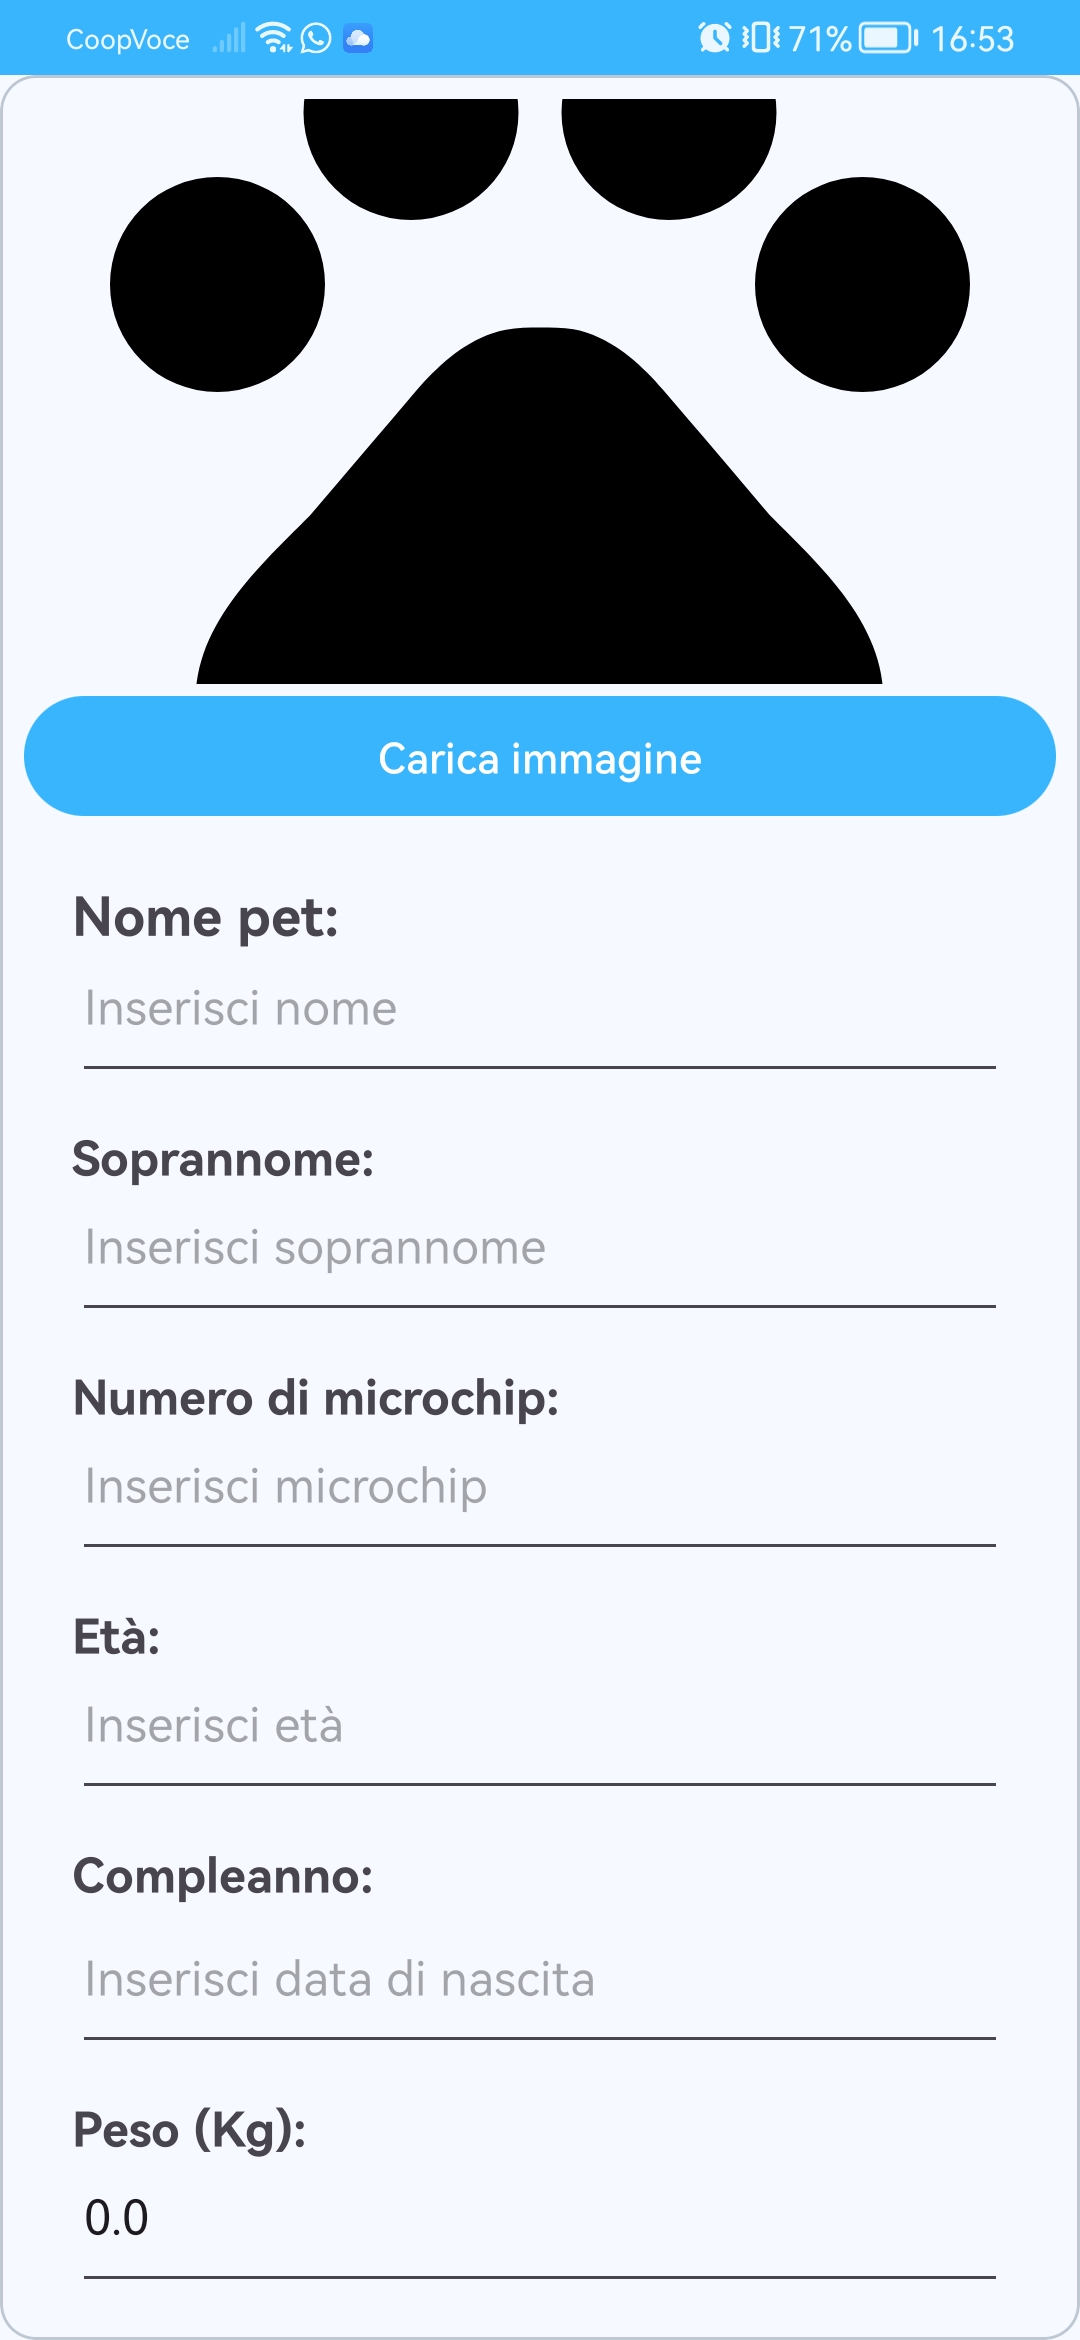 CoopVoce 71% 16:53
Carica immagine
Nome pet:
Inserisci nome
Soprannome:
Inserisci soprannome
Numero di microchip:
Inserisci microchip
Età:
Inserisci età
Compleanno:
Inserisci data di nascita
Peso (Kg):
0.0